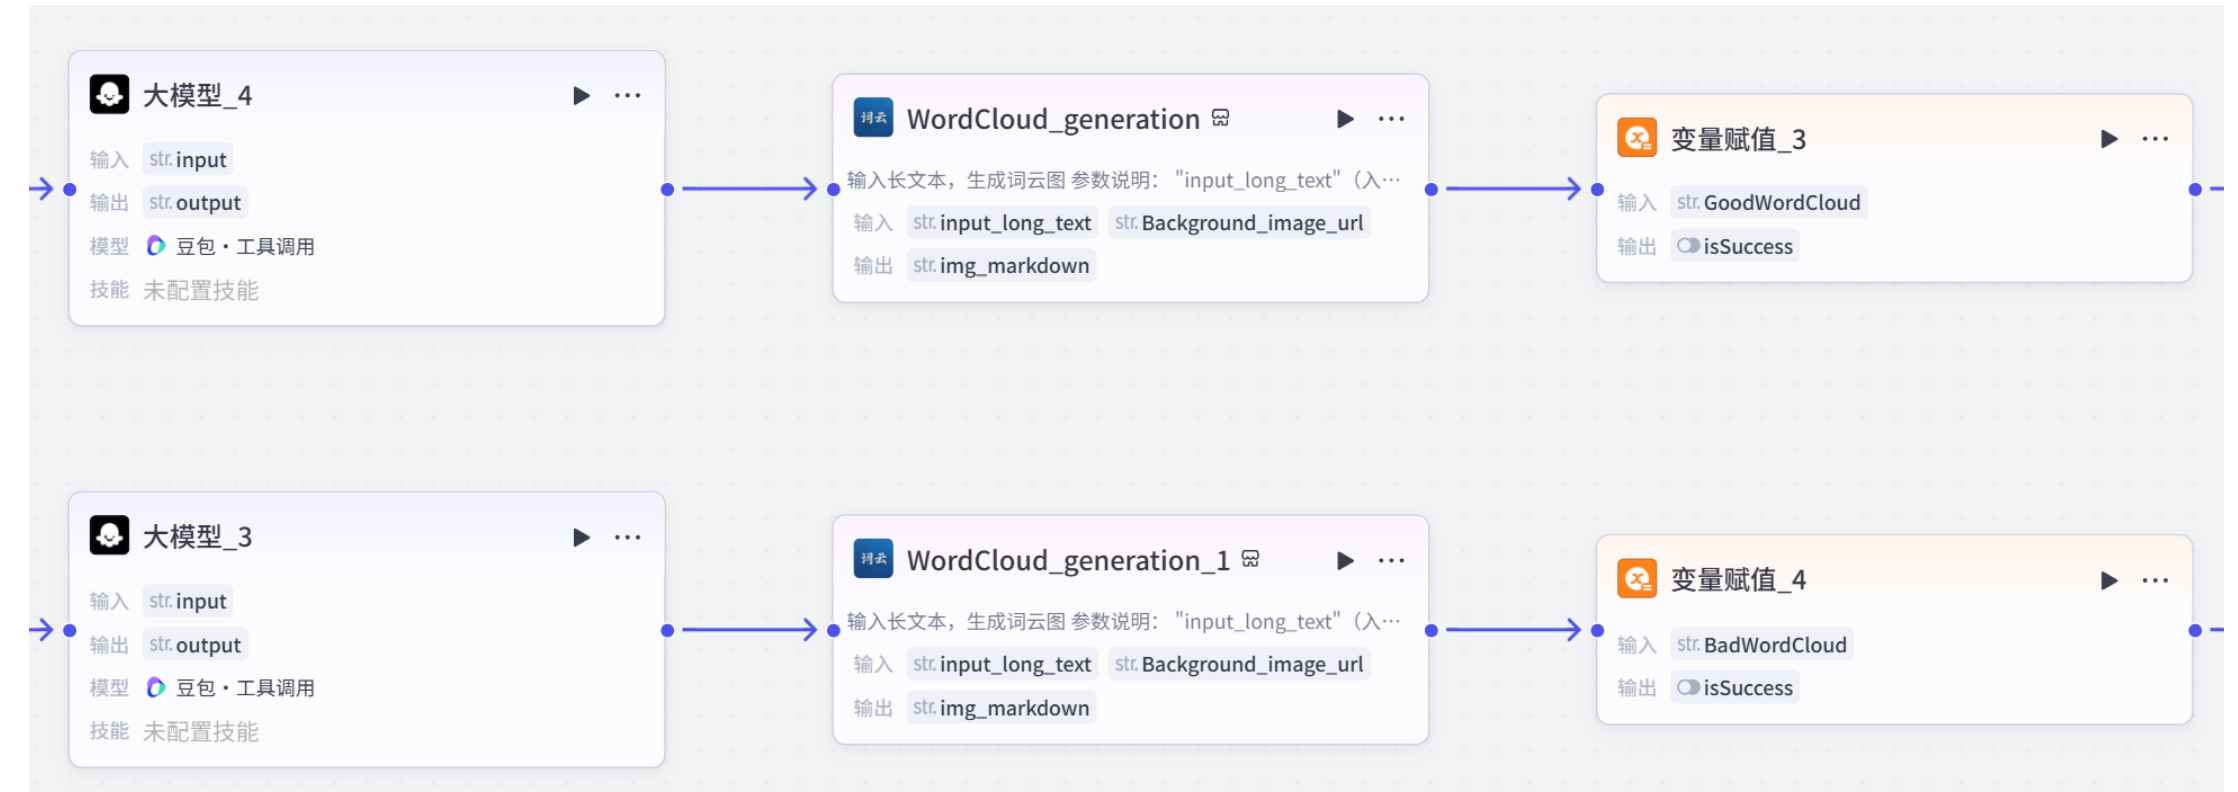 大模型_4
输入 str. input
输出 str. output
模型 豆包·工具调用
技能 未配置技能
词云 WordCloud_generation
输入长文本，生成词云图 参数说明： "input_long_text"（入…
输入 str. input_long_text str. Background_image_url
输出 str. img_markdown
变量赋值_3
输入 str. GoodWordCloud
输出 isSuccess
大模型_3
输入 str. input
输出 str. output
模型 豆包·工具调用
技能 未配置技能
词云 WordCloud_generation_1
输入长文本，生成词云图 参数说明： "input_long_text"（入…
输入 str. input_long_text str. Background_image_url
输出 str. img_markdown
变量赋值_4
输入 str. BadWordCloud
输出 isSuccess